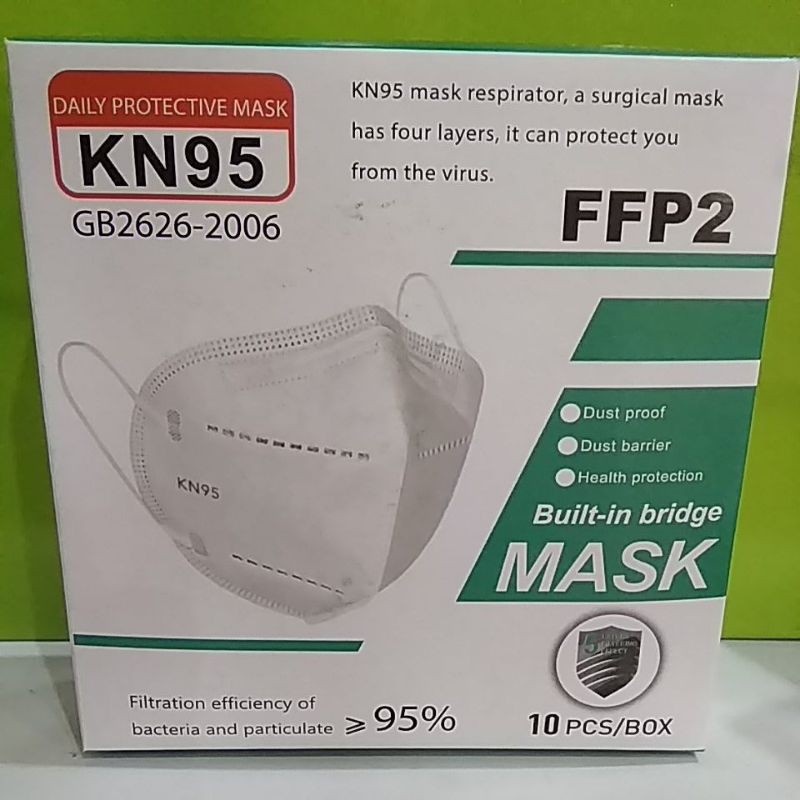 DAILY PROTECTIVE MASK
KN95
GB2626-2006
KN95 mask respirator, a surgical mask
has four layers, it can protect you
from the virus.
FFP2
Dust proof
Dust barrier
Health protection
Built-in bridge
MASK
KN95
5
Filtration efficiency of
bacteria and particulate ⩾ 95%
10 PCS/BOX